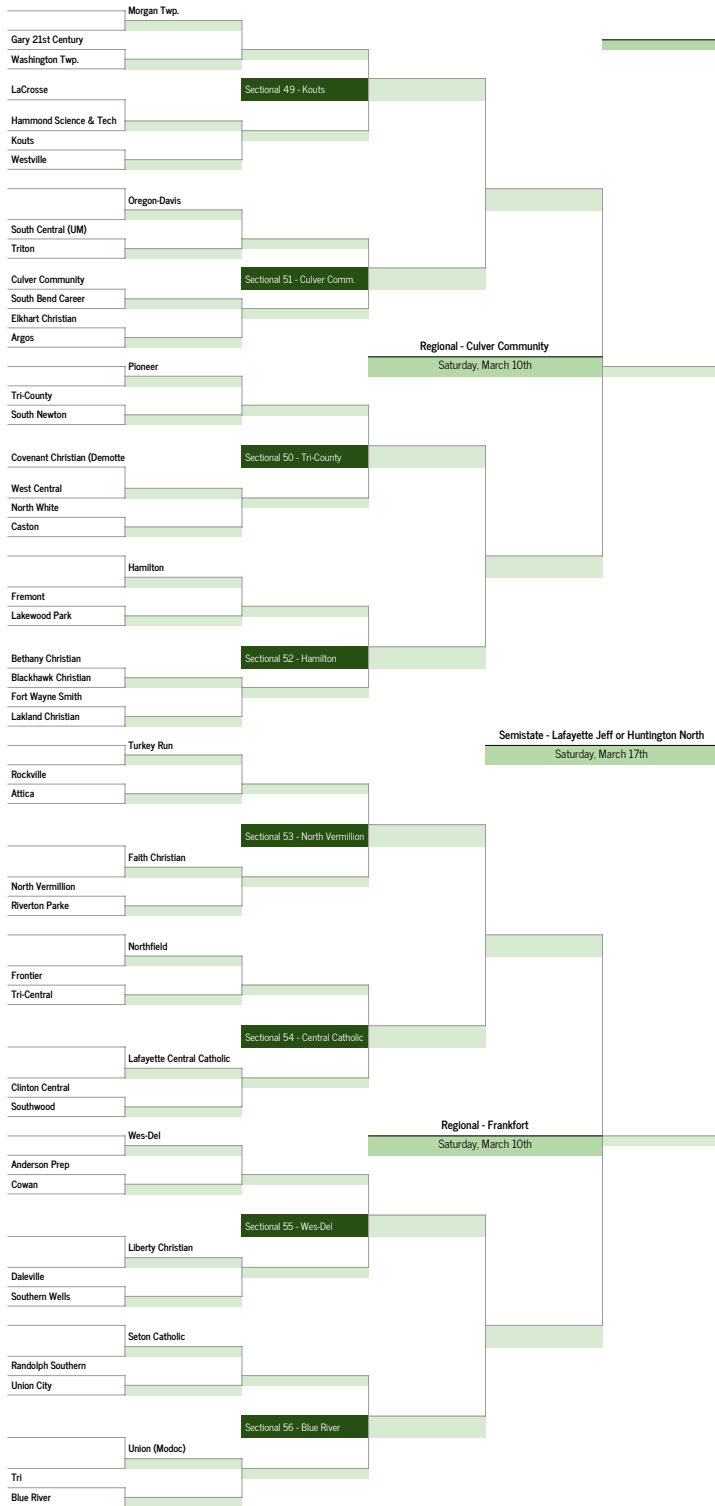 Morgan Twp.
Gary 21st Century
Washington Twp.
LaCrosse
Sectional 49 - Kouts
Hammond Science & Tech
Kouts
Westville
Oregon-Davis
South Central (UM)
Triton
Culver Community
Sectional 51 - Culver Comm.
South Bend Career
Elkhart Christian
Argos
Regional - Culver Community
Saturday, March 10th
Pioneer
Tri-County
South Newton
Covenant Christian (Demotte
Sectional 50 - Tri-County
West Central
North White
Caston
Hamilton
Fremont
Lakewood Park
Bethany Christian
Sectional 52 - Hamilton
Blackhawk Christian
Fort Wayne Smith
Lakland Christian
Semistate - Lafayette Jeff or Huntington North
Saturday, March 17th
Turkey Run
Rockville
Attica
Sectional 53 - North Vermillion
Faith Christian
North Vermillion
Riverton Parke
Northfield
Frontier
Tri-Central
Sectional 54 - Central Catholic
Lafayette Central Catholic
Clinton Central
Southwood
Regional - Frankfort
Saturday, March 10th
Wes-Del
Anderson Prep
Cowan
Sectional 55 - Wes-Del
Liberty Christian
Daleville
Southern Wells
Seton Catholic
Randolph Southern
Union City
Sectional 56 - Blue River
Union (Modoc)
Tri
Blue River